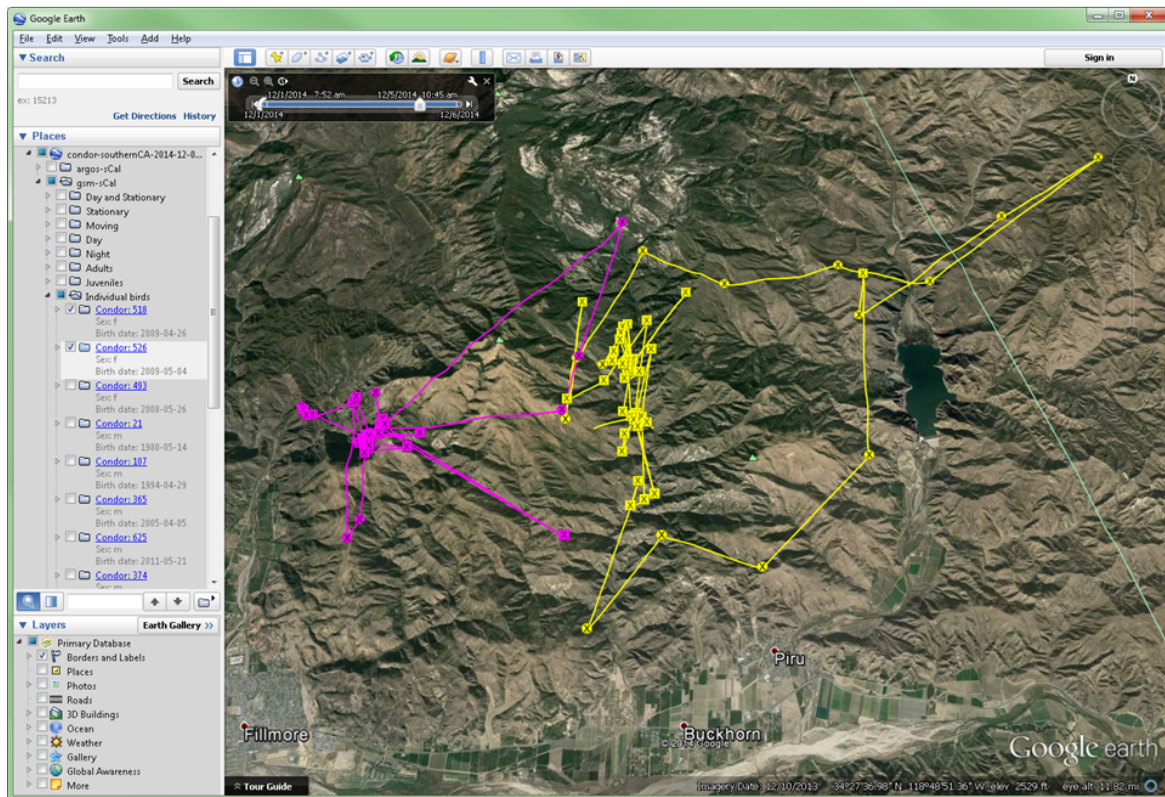 Google Earth
File Edit View Tools Add Help
Search
Search
ex: 15213
Get Directions History
Places
condor-southernCA-2014-12-0...
argos-sCal
gsm-sCal
Day and Stationary
Stationary
Moving
Day
Night
Adults
Juveniles
Individual birds
Condor: 518
Sex: f
Birth date: 2009-04-26
Condor: 526
Sex: f
Birth date: 2009-05-04
Condor: 493
Sex: f
Birth date: 2008-05-26
Condor: 21
Sex: m
Birth date: 1980-05-14
Condor: 107
Sex: m
Birth date: 1994-04-29
Condor: 365
Sex: m
Birth date: 2005-04-05
Condor: 625
Sex: m
Birth date: 2011-05-21
Condor: 374
Sex: m
Layers
Earth Gallery >>
Primary Database
Borders and Labels
Places
Photos
Roads
3D Buildings
Ocean
Weather
Gallery
Global Awareness
More
Sign in
12/1/2014 7:52 am 12/5/2014 10:45 am
12/1/2014 12/6/2014
N
Piru
Fillmore
Buckhorn
© 2014 Google
Google earth
Tour Guide
Imagery Date: 12/10/2013 34°27'36.98" N 118°48'51.36" W elev 2529 ft eye alt 11.82 mi